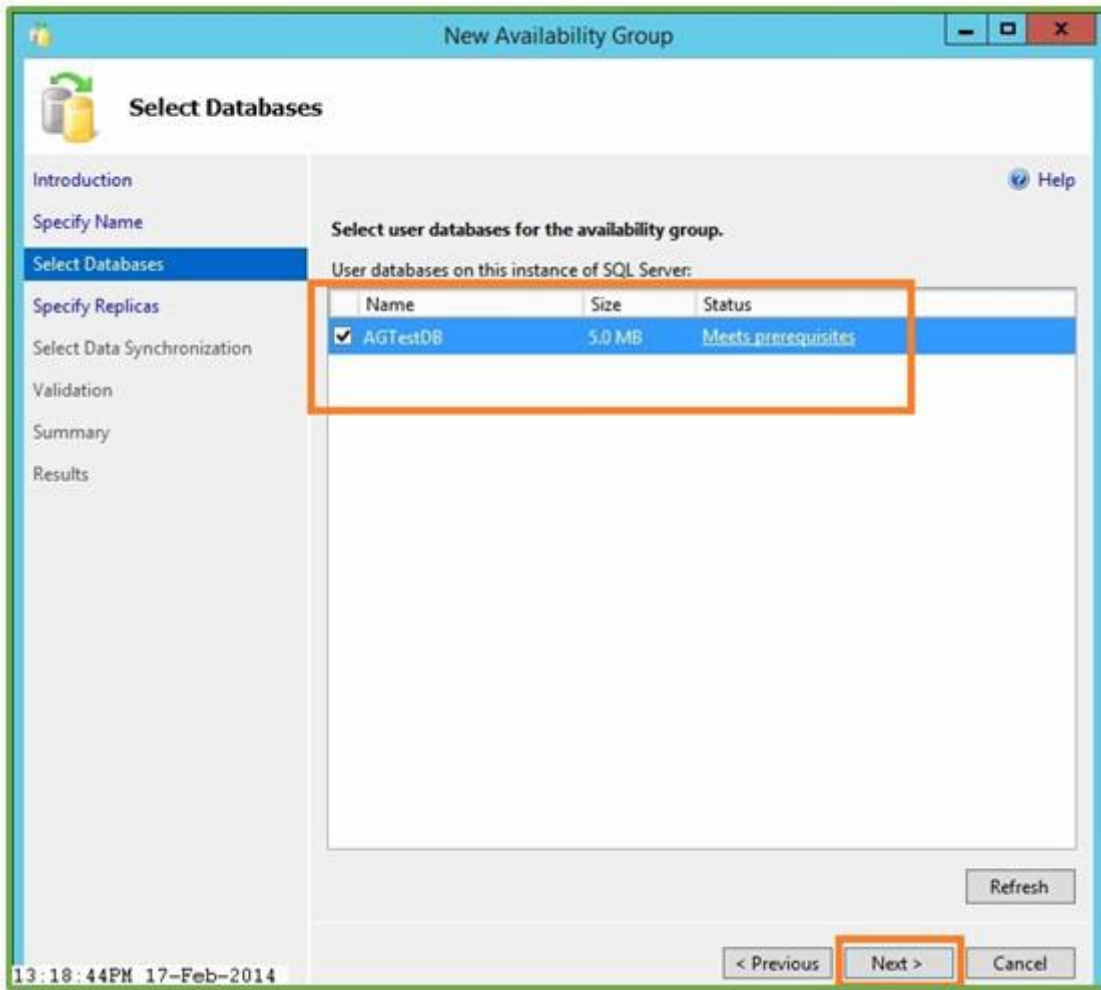 New Availability Group
Select Databases
Introduction
Specify Name
Select Databases
Specify Replicas
Select Data Synchronization
Validation
Summary
Results
Help
Select user databases for the availability group.
User databases on this instance of SQL Server:
Name Size Status
AGTestDB 5.0 MB Meets prerequisites
Refresh
< Previous Next > Cancel
13:18:44PM 17-Feb-2014